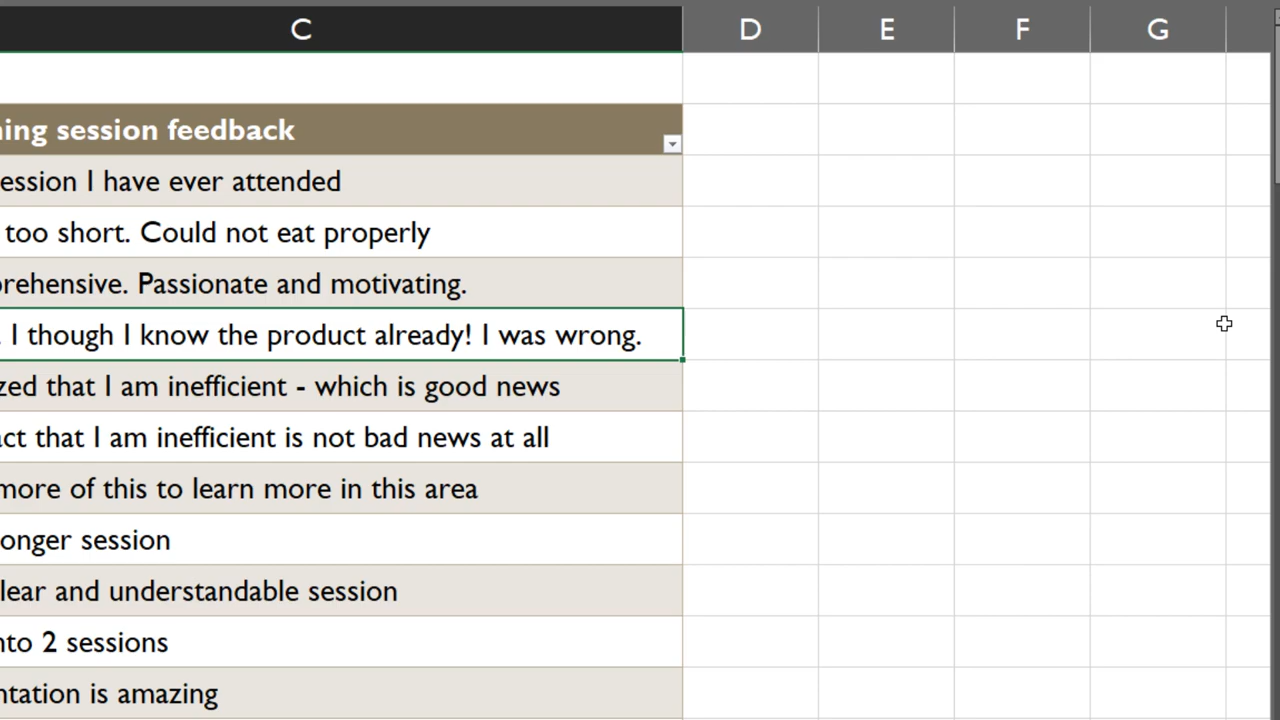 C D E F G
ning session feedback
ession I have ever attended
too short. Could not eat properly
prehensive. Passionate and motivating.
. I though I know the product already! I was wrong.
zed that I am inefficient - which is good news
act that I am inefficient is not bad news at all
more of this to learn more in this area
onger session
lear and understandable session
nto 2 sessions
ntation is amazing